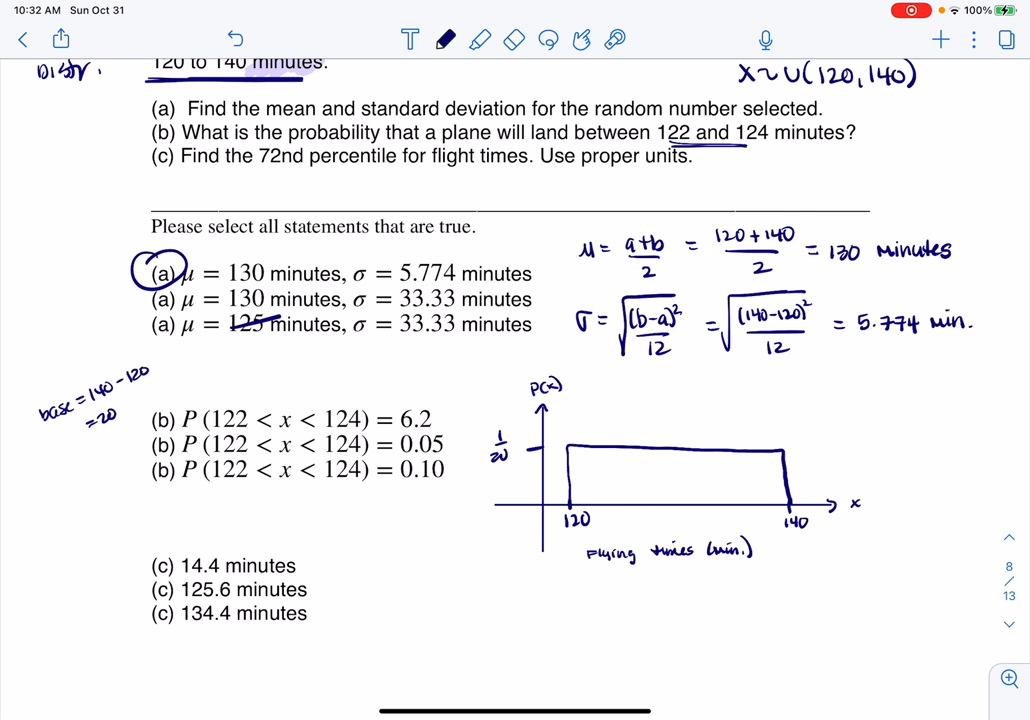 10:32 AM Sun Oct 31
100%
Distr.
120 to 140 minutes.
X~U(120, 140)
(a) Find the mean and standard deviation for the random number selected.
(b) What is the probability that a plane will land between 122 and 124 minutes?
(c) Find the 72nd percentile for flight times. Use proper units.
Please select all statements that are true.
μ = a+b/2 = 120+140/2 = 130 minutes
(a) μ = 130 minutes, σ = 5.774 minutes
(a) μ = 130 minutes, σ = 33.33 minutes
(a) μ = 125 minutes, σ = 33.33 minutes
σ = √(b-a)²/12 = √(140-120)²/12 = 5.774 min.
base = 140-120
= 20
P(x)
(b) P (122 < x < 124) = 6.2
(b) P (122 < x < 124) = 0.05
(b) P (122 < x < 124) = 0.10
1/20
x
120
140
Flying times (min.)
(c) 14.4 minutes
(c) 125.6 minutes
(c) 134.4 minutes
8
/
13